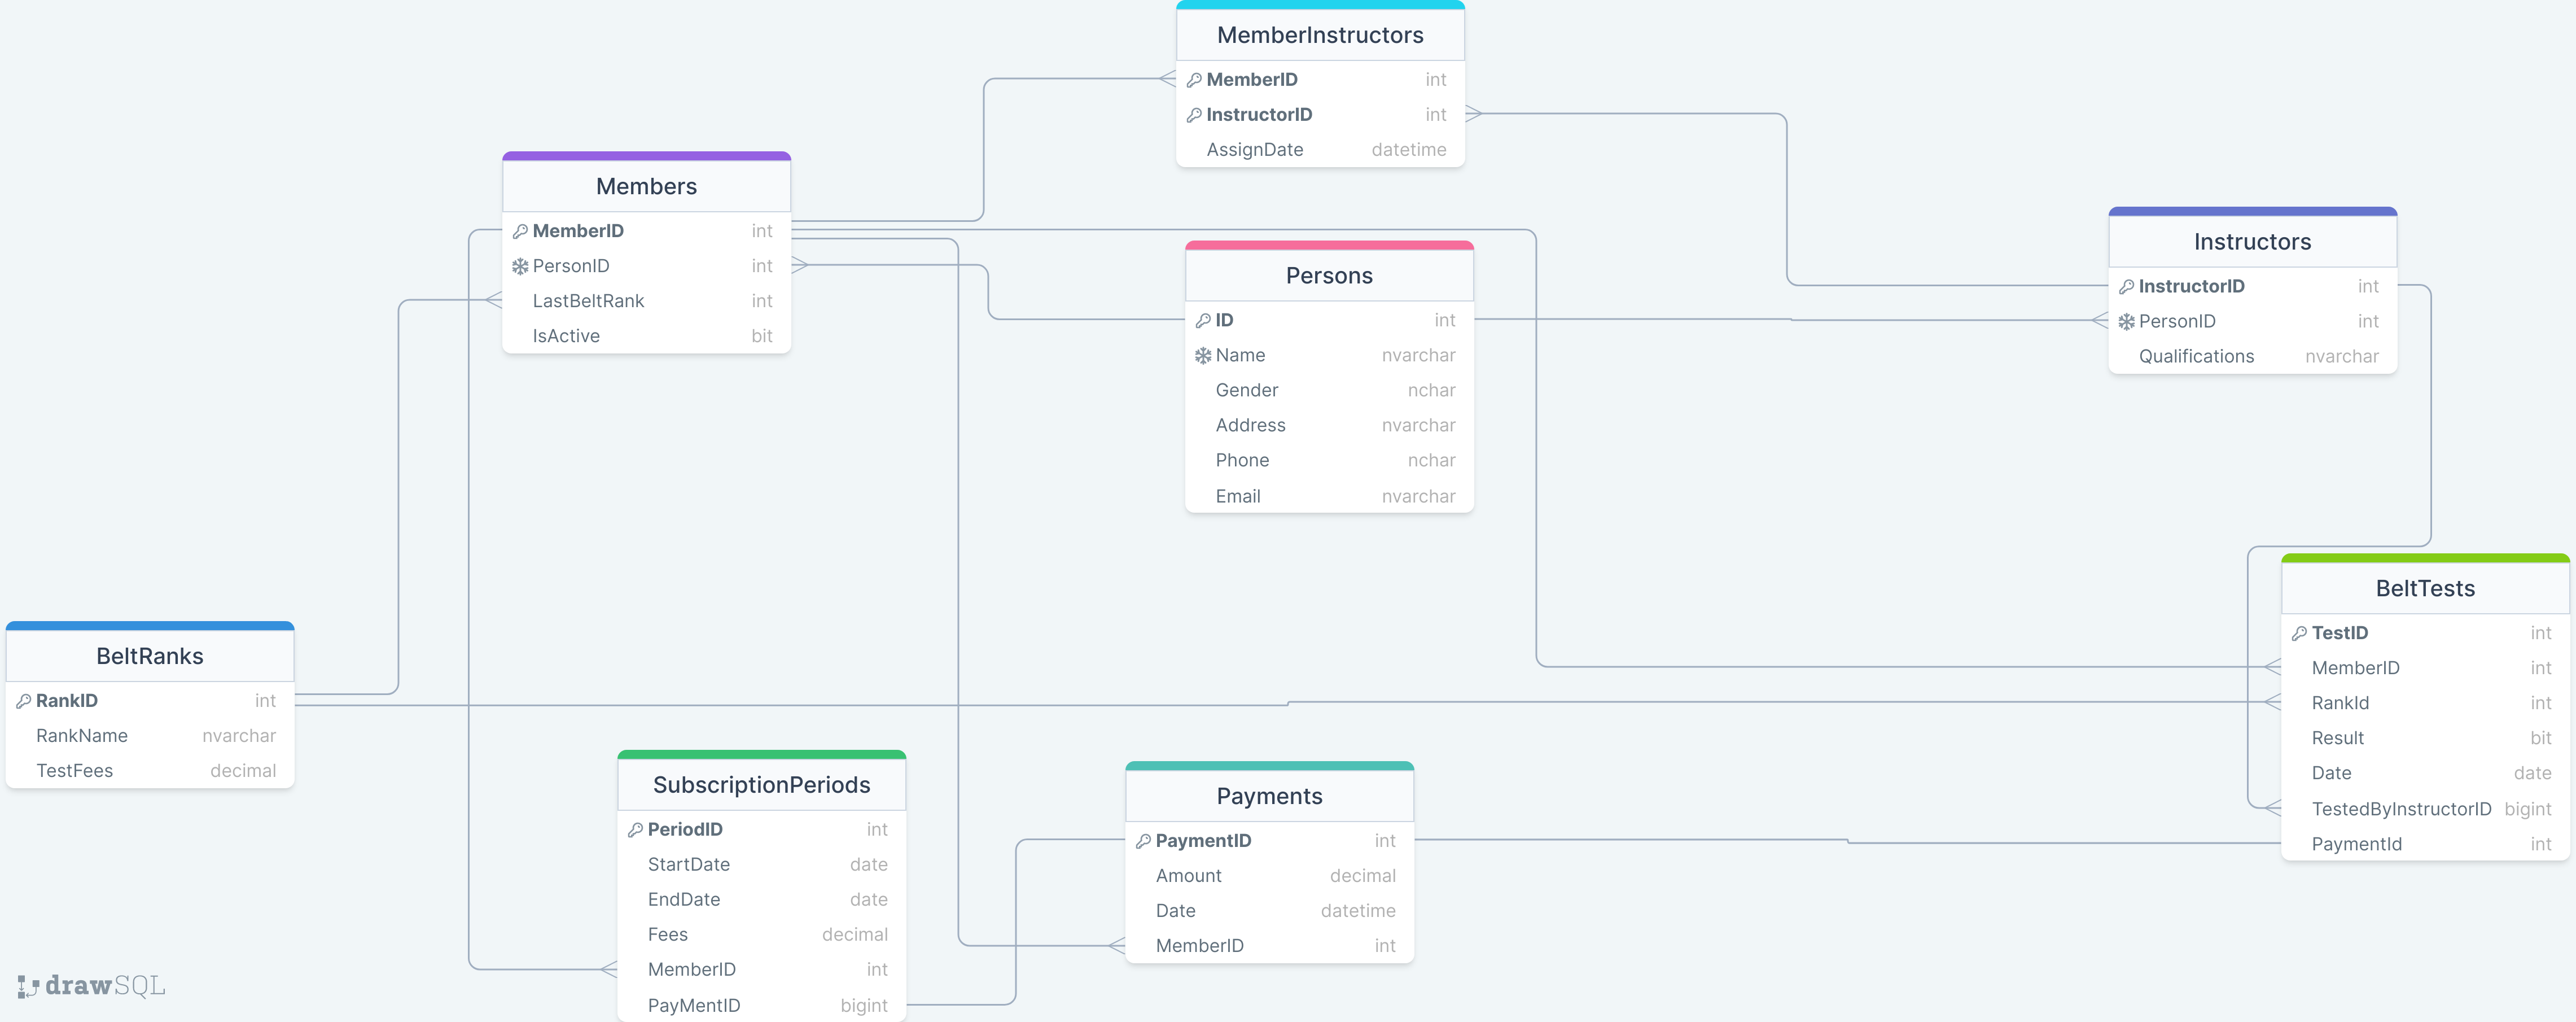 MemberInstructors
MemberID int
InstructorID int
AssignDate datetime
Members
MemberID int
PersonID int
LastBeltRank int
IsActive bit
Persons
ID int
Name nvarchar
Gender nchar
Address nvarchar
Phone nchar
Email nvarchar
Instructors
InstructorID int
PersonID int
Qualifications nvarchar
BeltRanks
RankID int
RankName nvarchar
TestFees decimal
SubscriptionPeriods
PeriodID int
StartDate date
EndDate date
Fees decimal
MemberID int
PayMentID bigint
Payments
PaymentID int
Amount decimal
Date datetime
MemberID int
BeltTests
TestID int
MemberID int
RankId int
Result bit
Date date
TestedByInstructorID bigint
PaymentId int
drawSQL